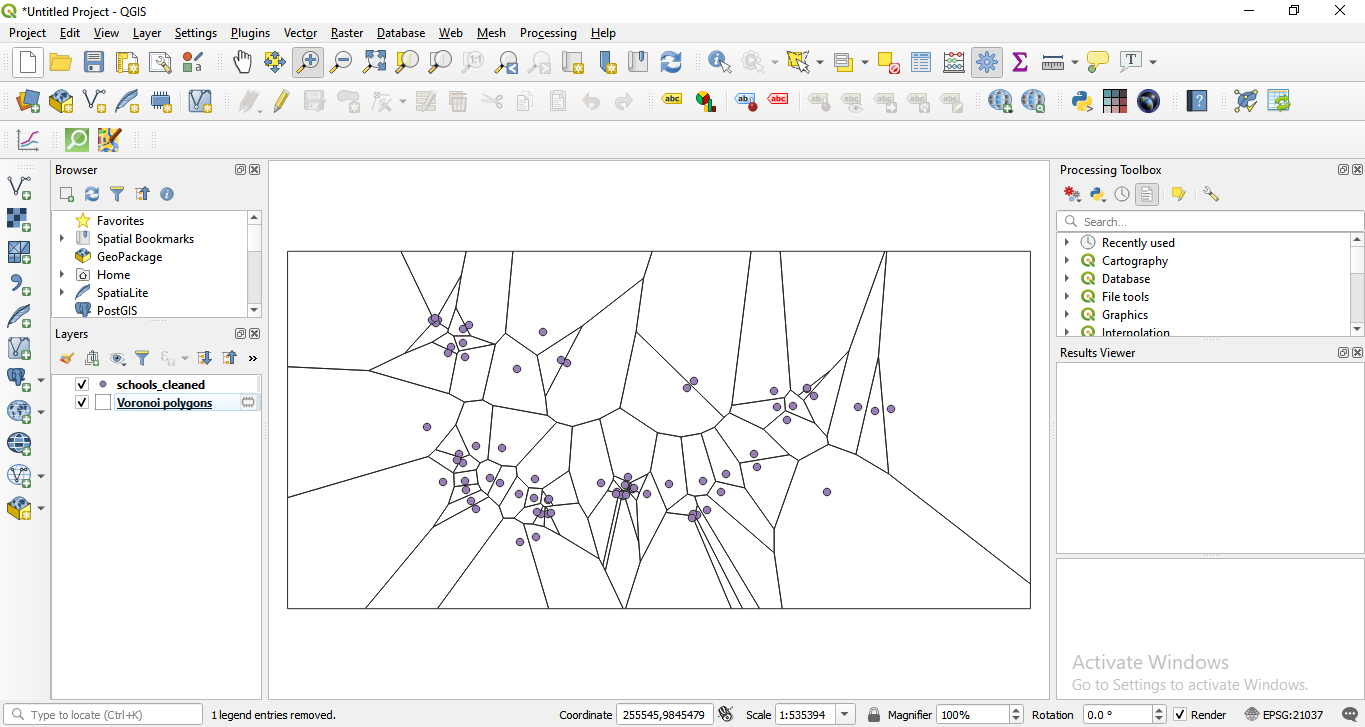 *Untitled Project - QGIS
Project Edit View Layer Settings Plugins Vector Raster Database Web Mesh Processing Help
abc abc abc
Browser
Favorites
Spatial Bookmarks
GeoPackage
Home
SpatiaLite
PostGIS
Layers
schools_cleaned
Voronoi polygons
Processing Toolbox
Search...
Recently used
Cartography
Database
File tools
Graphics
Interpolation
Results Viewer
Activate Windows
Go to Settings to activate Windows.
Type to locate (Ctrl+K) 1 legend entries removed. Coordinate 255545,9845479 Scale 1:535394 Magnifier 100% Rotation 0.0 ° Render EPSG:21037